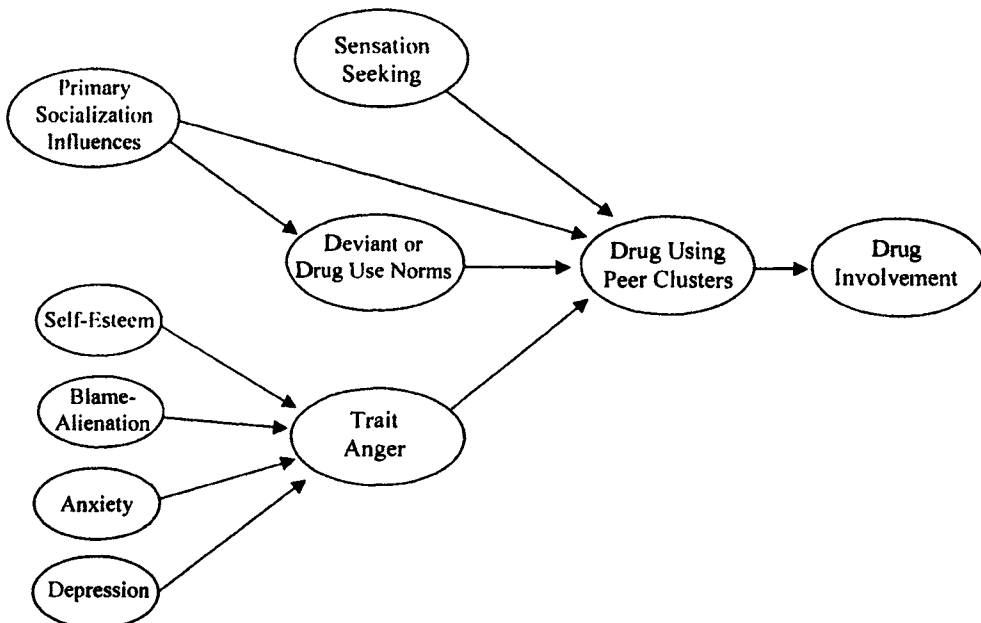 Sensation
Seeking
Primary
Socialization
Influences
Deviant or
Drug Use Norms
Drug Using
Peer Clusters
Drug
Involvement
Self-Esteem
Blame-
Alienation
Trait
Anger
Anxiety
Depression